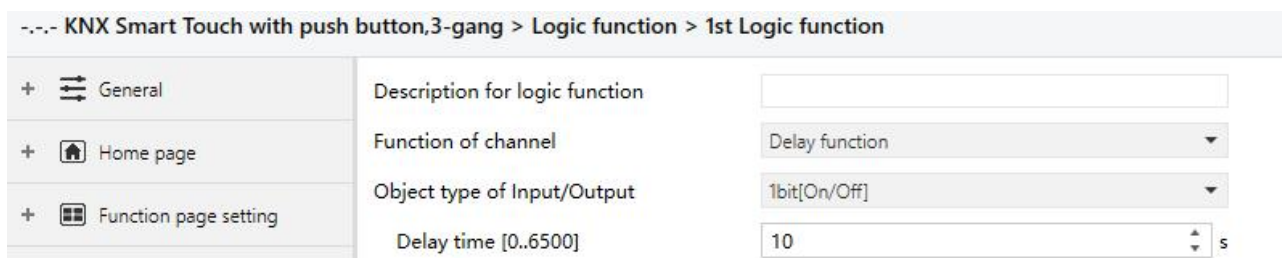 -.-.- KNX Smart Touch with push button,3-gang > Logic function > 1st Logic function
+ General
Description for logic function
+ Home page
Function of channel Delay function
Object type of Input/Output 1bit[On/Off]
+ Function page setting
Delay time [0..6500] 10 s